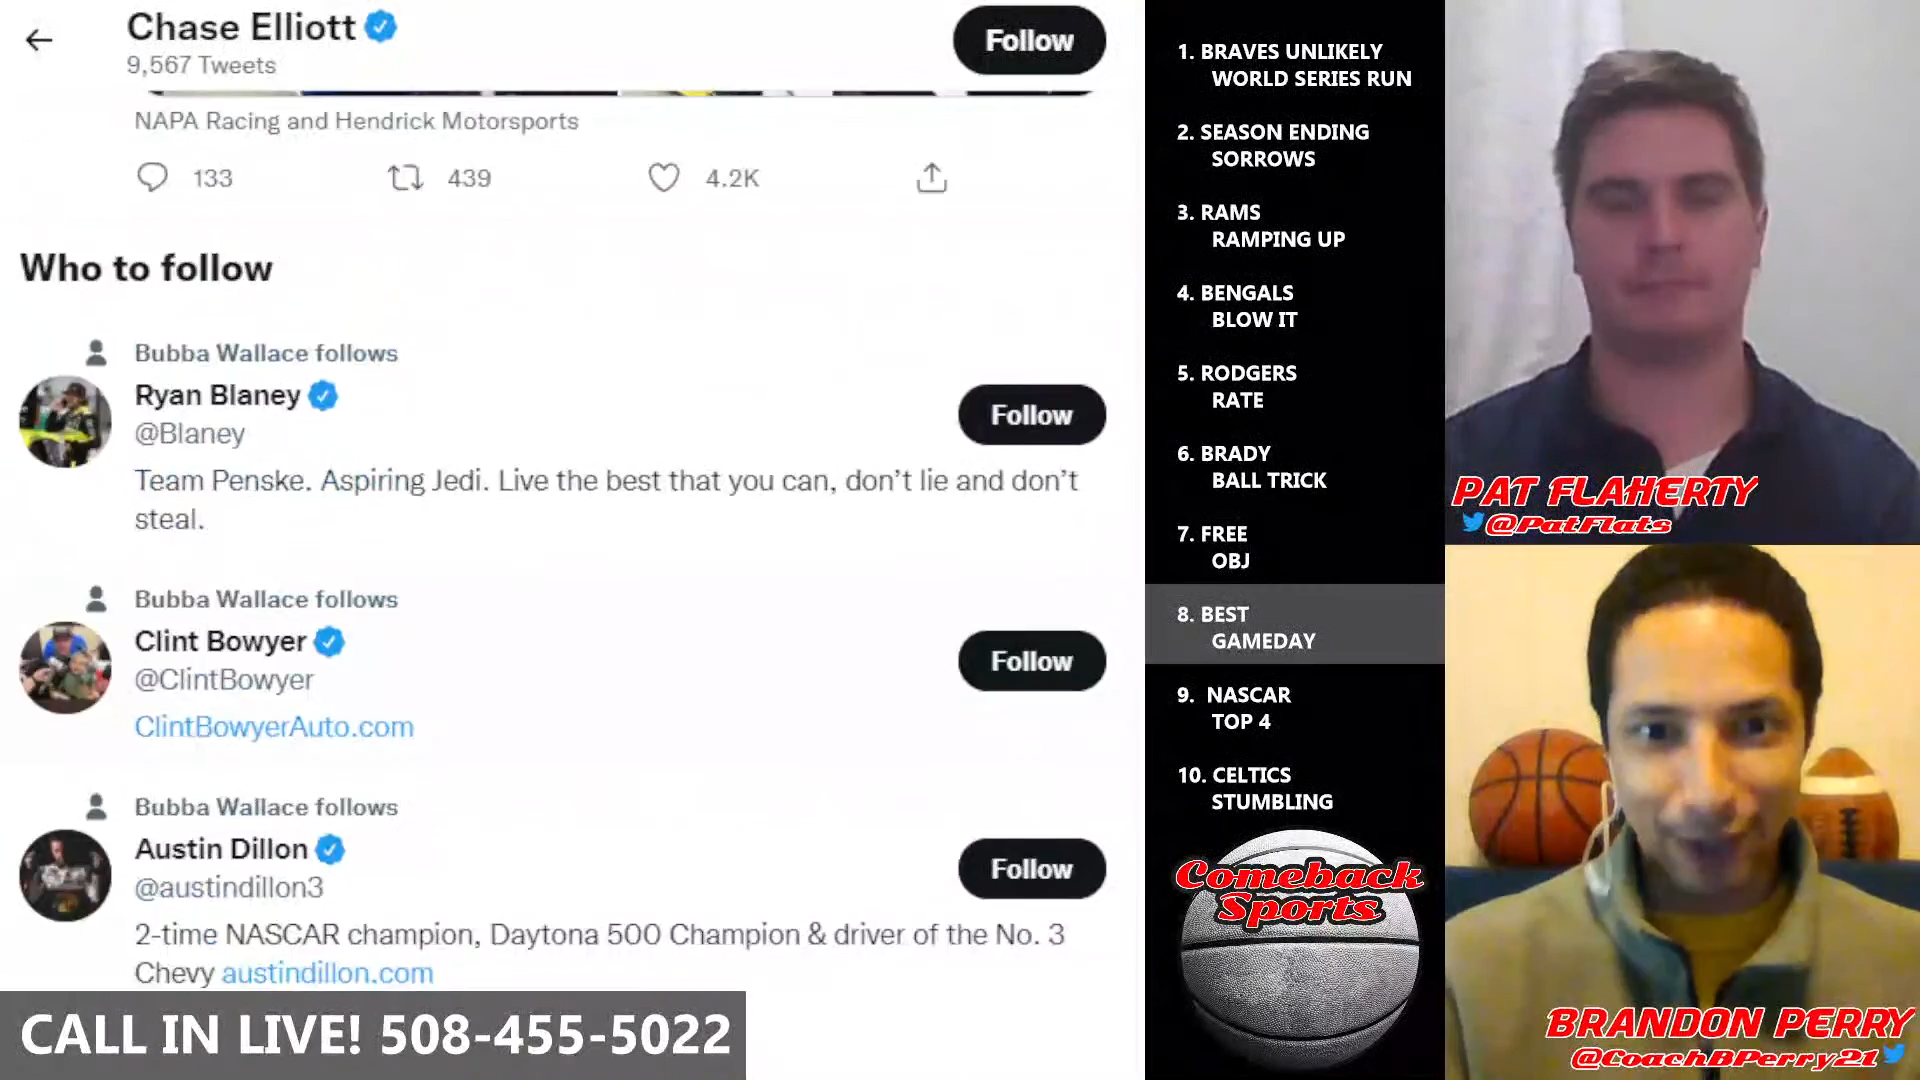 Chase Elliott
9,567 Tweets
Follow
NAPA Racing and Hendrick Motorsports
133
439
4.2K
Who to follow
Bubba Wallace follows
Ryan Blaney
@Blaney
Follow
Team Penske. Aspiring Jedi. Live the best that you can, don’t lie and don’t
steal.
Bubba Wallace follows
Clint Bowyer
@ClintBowyer
Follow
ClintBowyerAuto.com
Bubba Wallace follows
Austin Dillon
@austindillon3
Follow
2-time NASCAR champion, Daytona 500 Champion & driver of the No. 3
Chevy austindillon.com
CALL IN LIVE! 508-455-5022
1. BRAVES UNLIKELY
WORLD SERIES RUN
2. SEASON ENDING
SORROWS
3. RAMS
RAMPING UP
4. BENGALS
BLOW IT
5. RODGERS
RATE
6. BRADY
BALL TRICK
7. FREE
OBJ
8. BEST
GAMEDAY
9. NASCAR
TOP 4
10. CELTICS
STUMBLING
Comeback
Sports
PAT FLAHERTY
@PatFlats
BRANDON PERRY
@CoachBPerry21